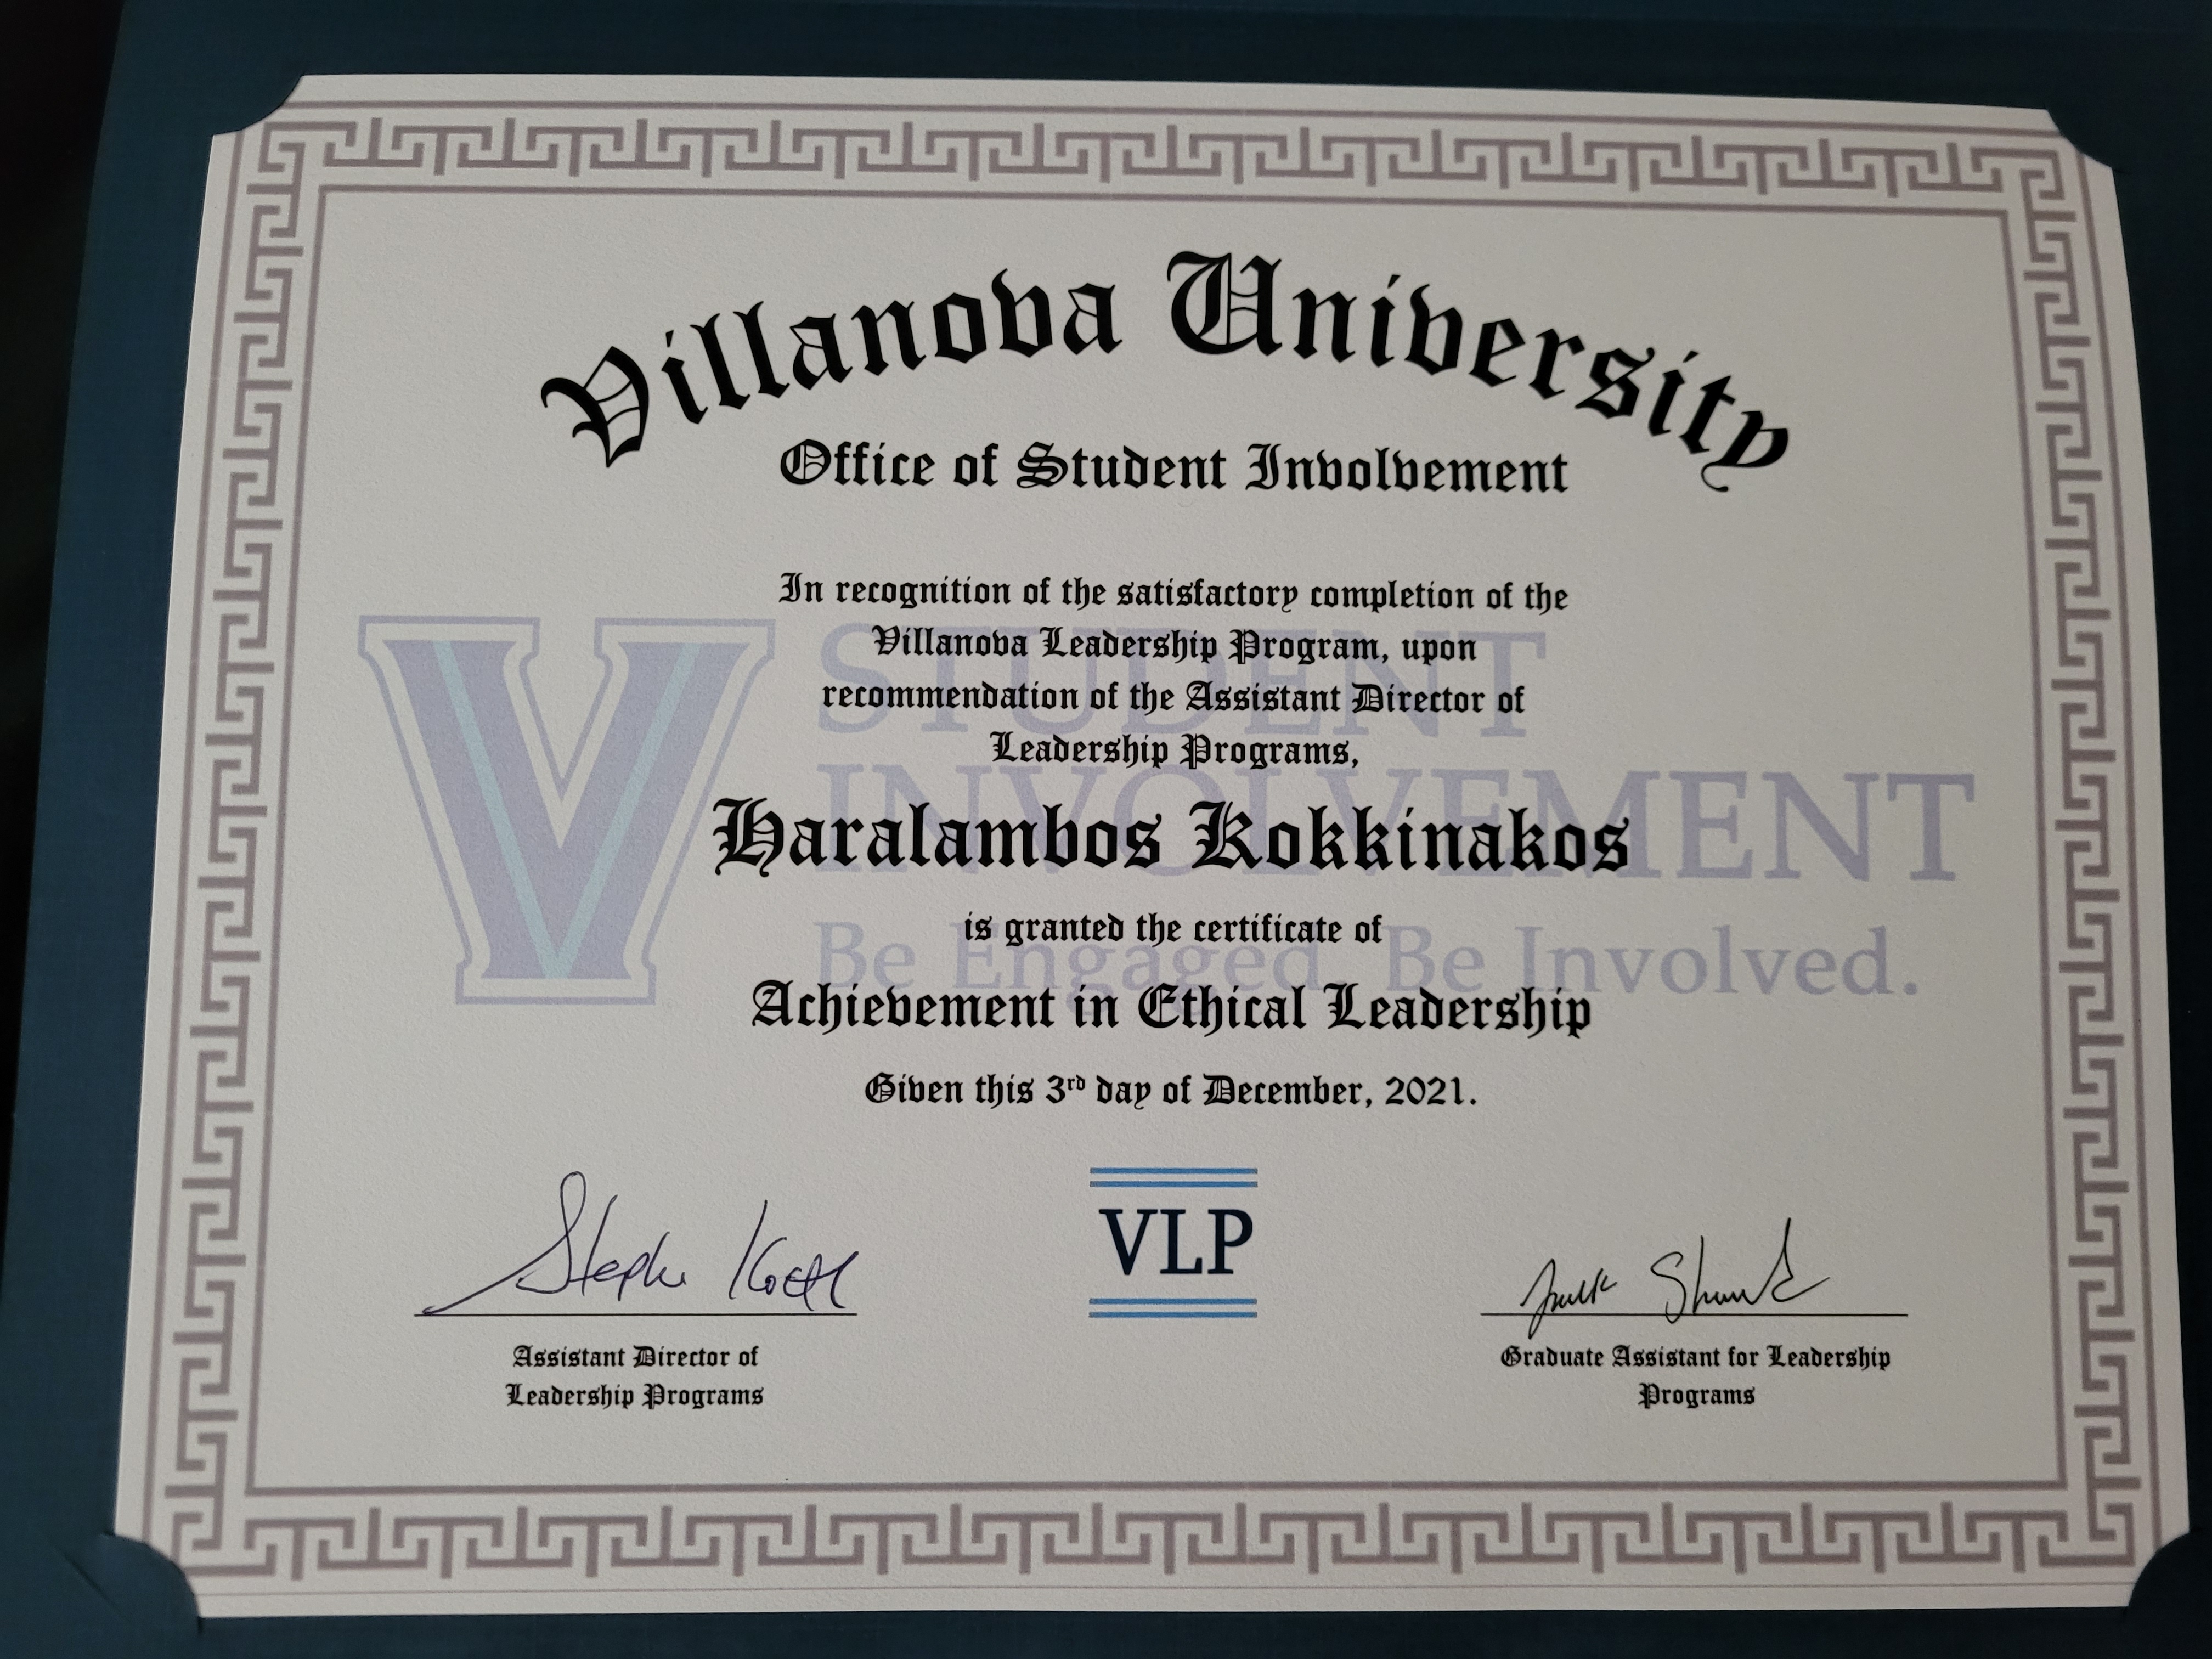 Villanova University
Office of Student Involvement
In recognition of the satisfactory completion of the
Villanova Leadership Program, upon
recommendation of the Assistant Director of
Leadership Programs,
Haralambos Kokkinakos
is granted the certificate of
Achievement in Ethical Leadership
Given this 3rd day of December, 2021.
V STUDENT
INVOLVEMENT
Be Engaged. Be Involved.
VLP
Assistant Director of
Leadership Programs
Graduate Assistant for Leadership
Programs